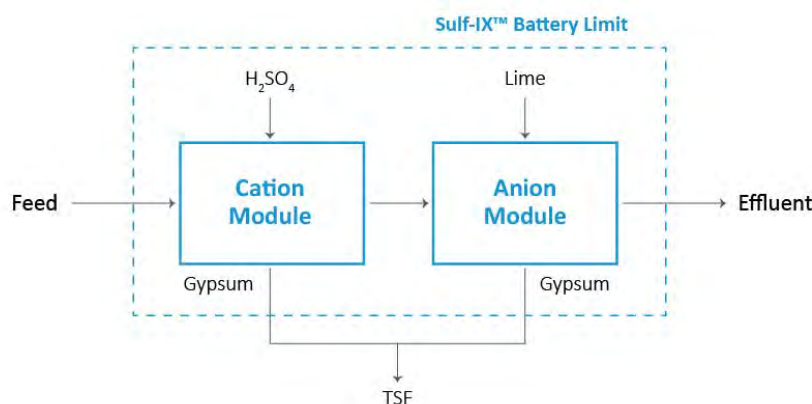 Sulf-IX™ Battery Limit
H₂SO₄
Lime
Cation
Module
Anion
Module
Feed
Effluent
Gypsum
Gypsum
TSF